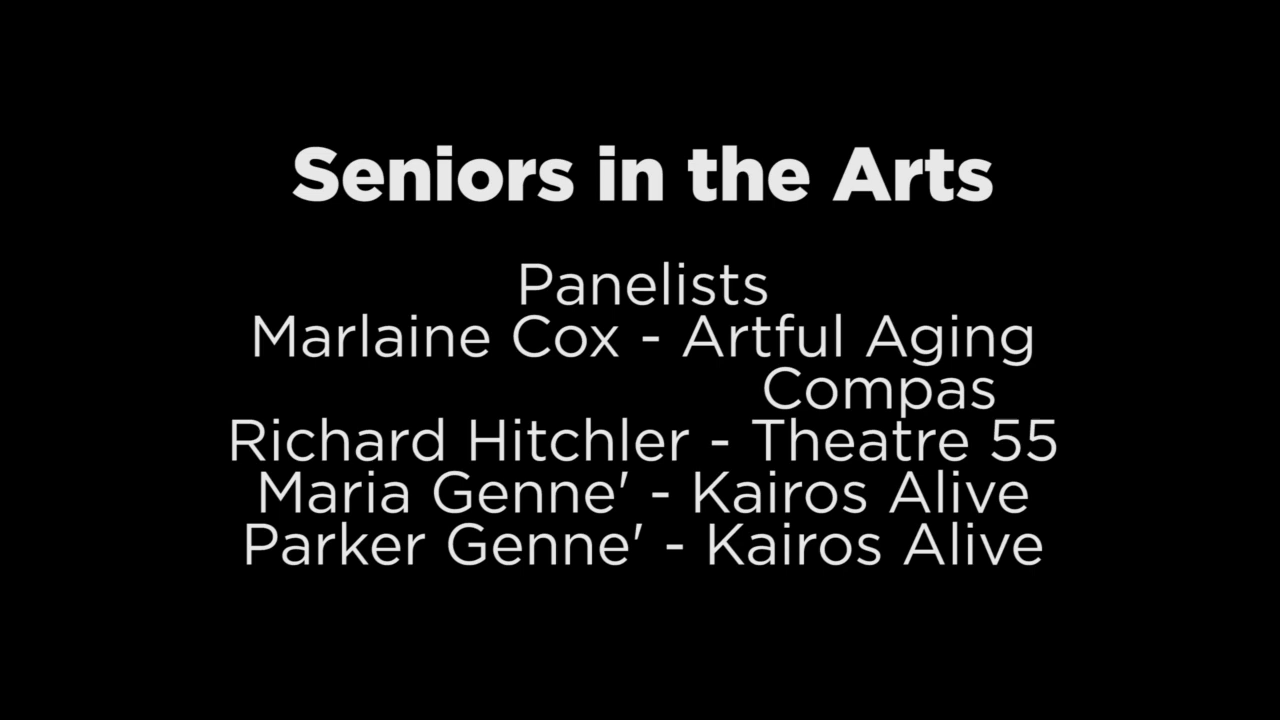 Seniors in the Arts
Panelists
Marlaine Cox - Artful Aging
Compas
Richard Hitchler - Theatre 55
Maria Genne' - Kairos Alive
Parker Genne' - Kairos Alive